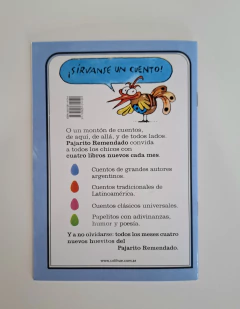 ¡SÍRVANSE UN CUENTO!
O un montón de cuentos,
de aquí, de allá, y de todos lados.
Pajarito Remendado convida
a todos los chicos con
cuatro libros nuevos cada mes.
Cuentos de grandes autores
argentinos.
Cuentos tradicionales de
Latinoamérica.
Cuentos clásicos universales.
Popelitos con adivinanzas,
humor y poesía.
Y a no olvidarse: todos los meses cuatro
nuevos huevitos del
Pajarito Remendado.
www.colihue.com.ar